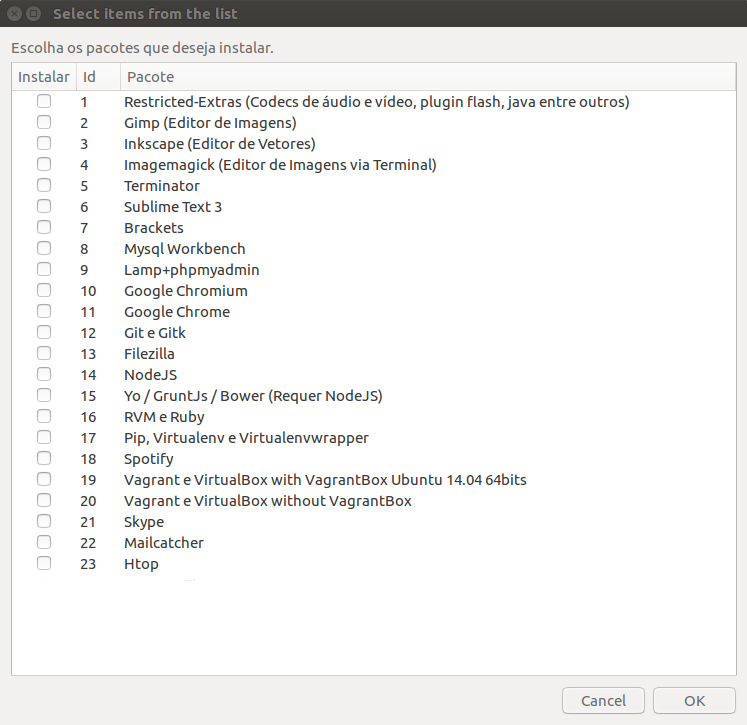 Select items from the list
Escolha os pacotes que deseja instalar.
Instalar Id Pacote
1 Restricted-Extras (Codecs de áudio e vídeo, plugin flash, java entre outros)
2 Gimp (Editor de Imagens)
3 Inkscape (Editor de Vetores)
4 Imagemagick (Editor de Imagens via Terminal)
5 Terminator
6 Sublime Text 3
7 Brackets
8 Mysql Workbench
9 Lamp+phpmyadmin
10 Google Chromium
11 Google Chrome
12 Git e Gitk
13 Filezilla
14 NodeJS
15 Yo / GruntJs / Bower (Requer NodeJS)
16 RVM e Ruby
17 Pip, Virtualenv e Virtualenvwrapper
18 Spotify
19 Vagrant e VirtualBox with VagrantBox Ubuntu 14.04 64bits
20 Vagrant e VirtualBox without VagrantBox
21 Skype
22 Mailcatcher
23 Htop
Cancel OK